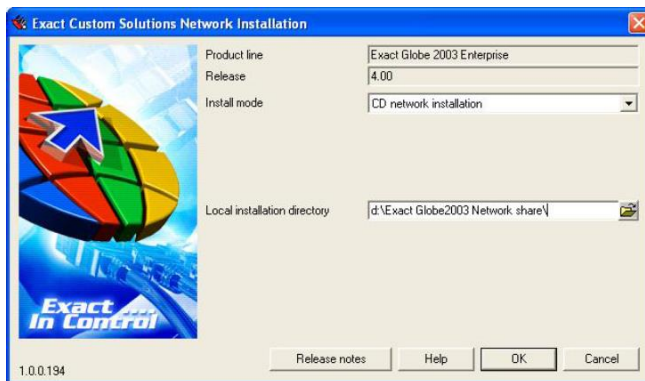 Exact Custom Solutions Network Installation
Product line Exact Globe 2003 Enterprise
Release 4.00
Install mode CD network installation
Local installation directory d:\Exact Globe2003 Network share\
Exact ....
In Control
1.0.0.194
Release notes Help OK Cancel